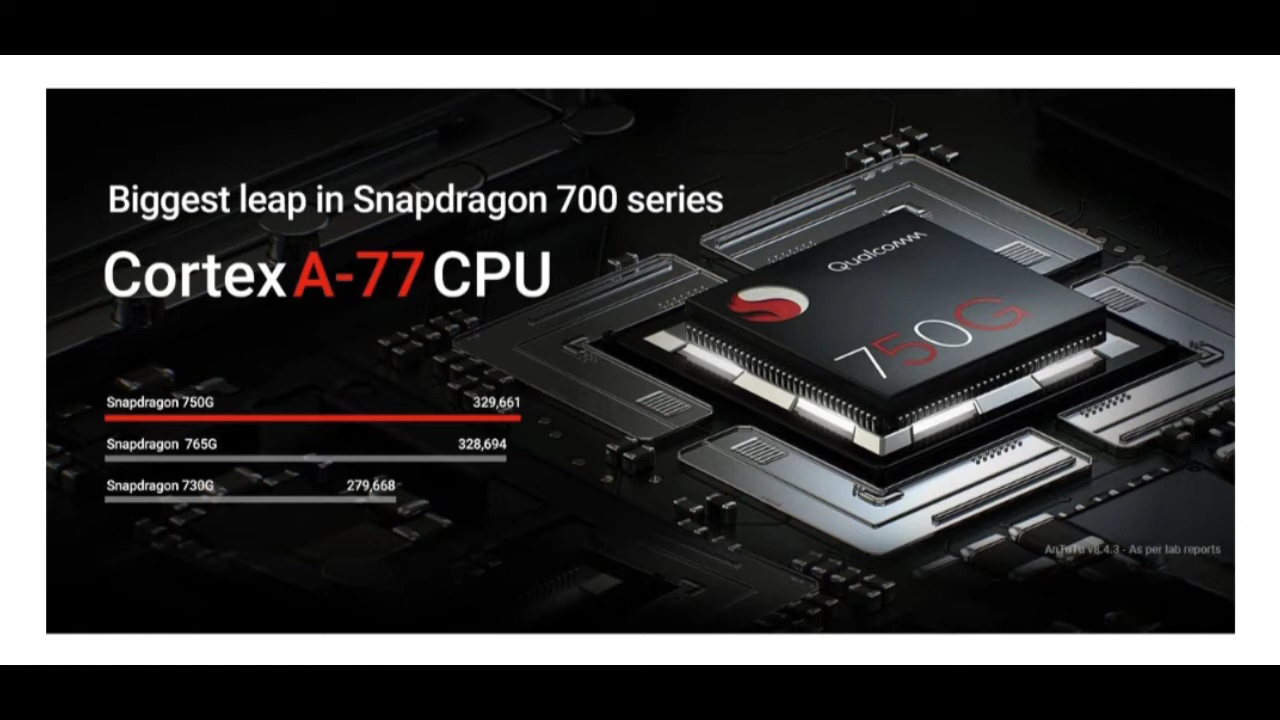 Biggest leap in Snapdragon 700 series
Cortex A-77 CPU
Qualcomm
750G
Snapdragon 750G 329,661
Snapdragon 765G 328,694
Snapdragon 730G 279,668
AnTuTu v8.4.3 - As per lab reports